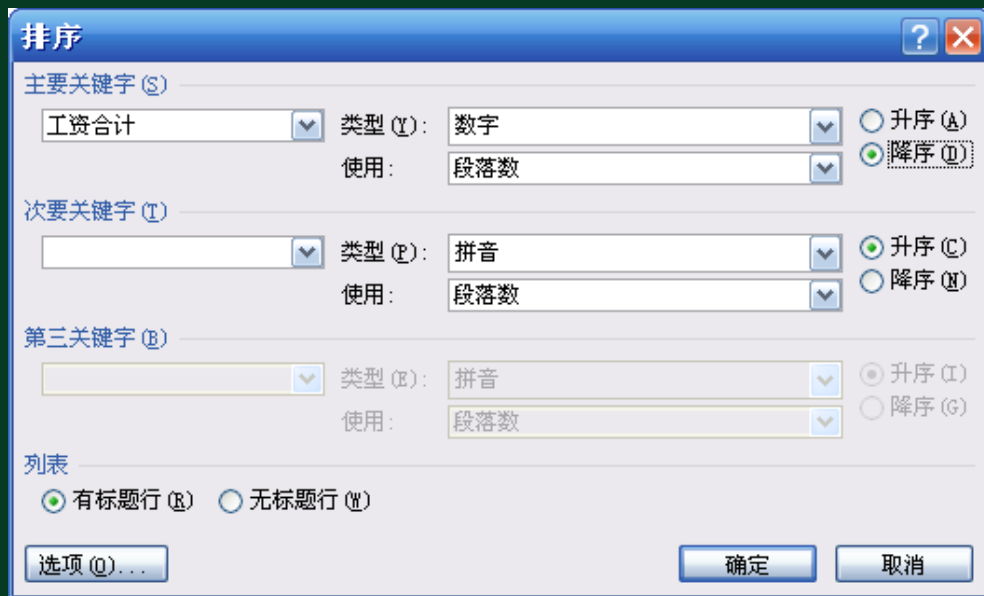 排序
主要关键字(S)
工资合计 类型(Y): 数字 升序(A)
使用: 段落数 降序(D)
次要关键字(T)
类型(P): 拼音 升序(C)
使用: 段落数 降序(N)
第三关键字(B)
类型(E): 拼音 升序(I)
使用: 段落数 降序(G)
列表
有标题行(R) 无标题行(W)
选项(O)... 确定 取消